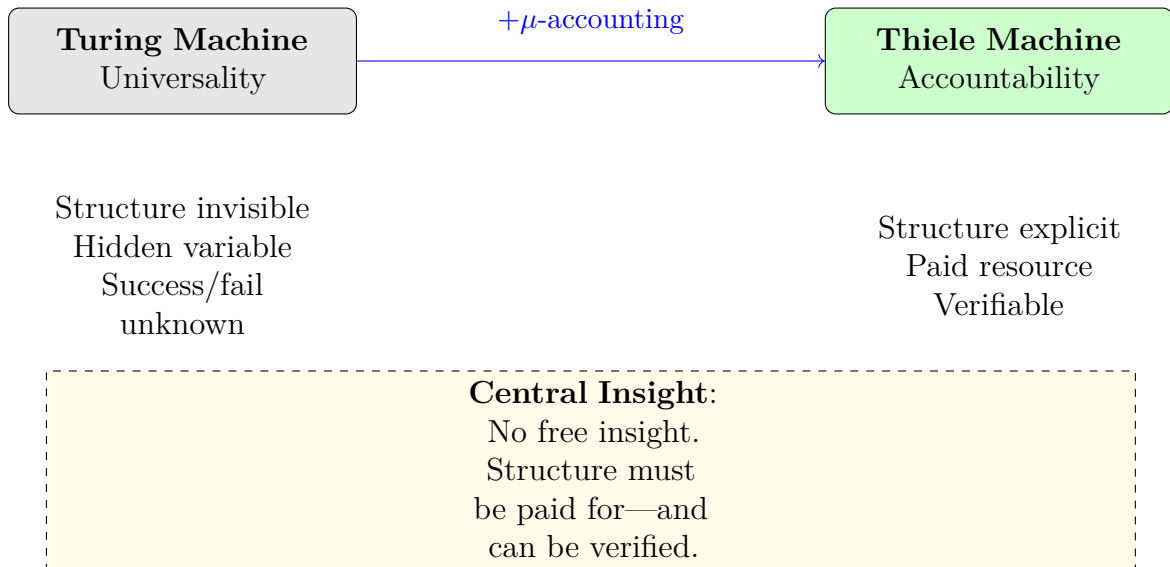 Turing Machine
Universality
+μ-accounting
Thiele Machine
Accountability
Structure invisible
Hidden variable
Success/fail
unknown
Structure explicit
Paid resource
Verifiable
Central Insight:
No free insight.
Structure must
be paid for—and
can be verified.